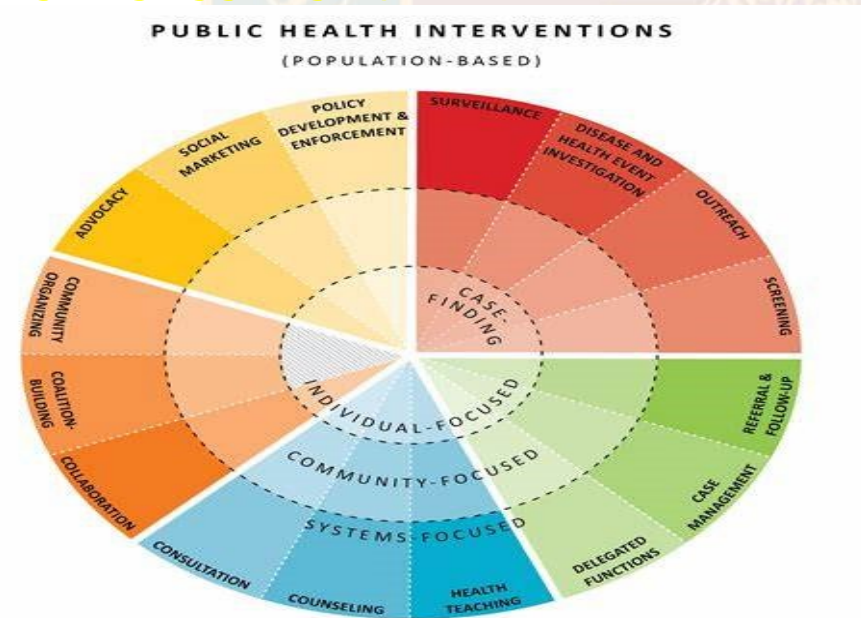 PUBLIC HEALTH INTERVENTIONS
(POPULATION-BASED)
SURVEILLANCE
DISEASE AND
HEALTH EVENT
INVESTIGATION
OUTREACH
SCREENING
REFERRAL &
FOLLOW-UP
CASE
MANAGEMENT
DELEGATED
FUNCTIONS
HEALTH
TEACHING
COUNSELING
CONSULTATION
COLLABORATION
COALITION-
BUILDING
COMMUNITY
ORGANIZING
ADVOCACY
SOCIAL
MARKETING
POLICY
DEVELOPMENT &
ENFORCEMENT
CASE-
FINDING
INDIVIDUAL-FOCUSED
COMMUNITY-FOCUSED
SYSTEMS-FOCUSED